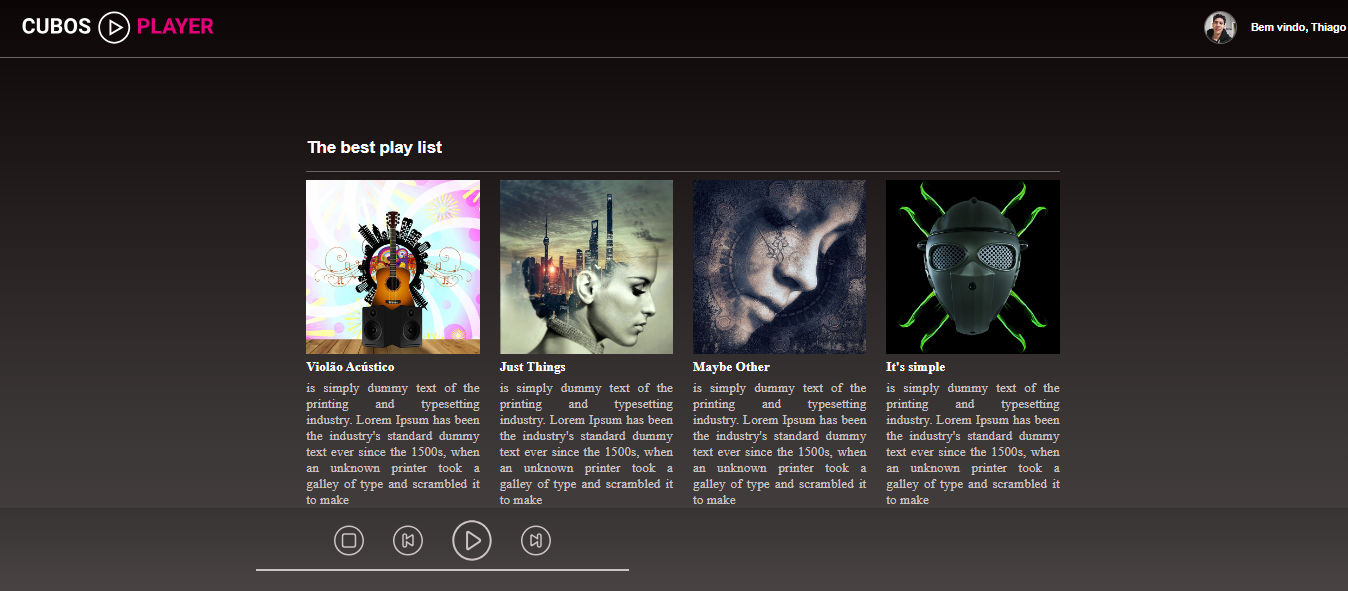 CUBOS PLAYER
Bem vindo, Thiago
The best play list
Violão Acústico
is simply dummy text of the
printing and typesetting
industry. Lorem Ipsum has been
the industry's standard dummy
text ever since the 1500s, when
an unknown printer took a
galley of type and scrambled it
to make
Just Things
is simply dummy text of the
printing and typesetting
industry. Lorem Ipsum has been
the industry's standard dummy
text ever since the 1500s, when
an unknown printer took a
galley of type and scrambled it
to make
Maybe Other
is simply dummy text of the
printing and typesetting
industry. Lorem Ipsum has been
the industry's standard dummy
text ever since the 1500s, when
an unknown printer took a
galley of type and scrambled it
to make
It's simple
is simply dummy text of the
printing and typesetting
industry. Lorem Ipsum has been
the industry's standard dummy
text ever since the 1500s, when
an unknown printer took a
galley of type and scrambled it
to make